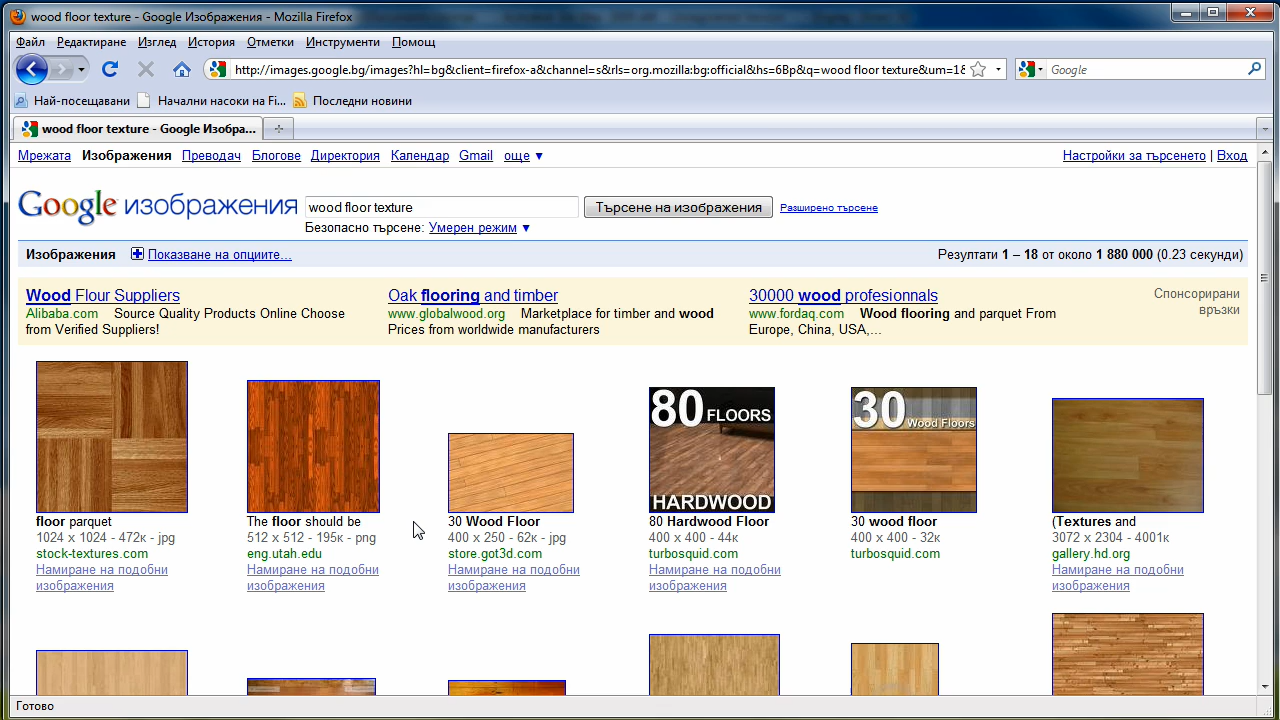 wood floor texture - Google Изображения - Mozilla Firefox
Файл Редактиране Изглед История Отметки Инструменти Помощ
http://images.google.bg/images?hl=bg&client=firefox-a&channel=s&rls=org.mozilla:bg:official&hs=6Bp&q=wood floor texture&um=1&
Google
Най-посещавани Начални насоки на Fi... Последни новини
wood floor texture - Google Изобра...
Мрежата Изображения Преводач Блогове Директория Календар Gmail още ▼ Настройки за търсенето | Вход
Google изображения wood floor texture Търсене на изображения Разширено търсене
Безопасно търсене: Умерен режим ▼
Изображения Показване на опциите... Резултати 1 – 18 от около 1 880 000 (0.23 секунди)
Wood Flour Suppliers
Alibaba.com Source Quality Products Online Choose
from Verified Suppliers!
Oak flooring and timber
www.globalwood.org Marketplace for timber and wood
Prices from worldwide manufacturers
30000 wood profesionnals
www.fordaq.com Wood flooring and parquet From
Europe, China, USA,...
Спонсорирани
връзки
80 FLOORS
HARDWOOD
30 Wood Floors
floor parquet
1024 x 1024 - 472к - jpg
stock-textures.com
Намиране на подобни
изображения
The floor should be
512 x 512 - 195к - png
eng.utah.edu
Намиране на подобни
изображения
30 Wood Floor
400 x 250 - 62к - jpg
store.got3d.com
Намиране на подобни
изображения
80 Hardwood Floor
400 x 400 - 44к
turbosquid.com
Намиране на подобни
изображения
30 wood floor
400 x 400 - 32к
turbosquid.com
(Textures and
3072 x 2304 - 4001к
gallery.hd.org
Намиране на подобни
изображения
Готово